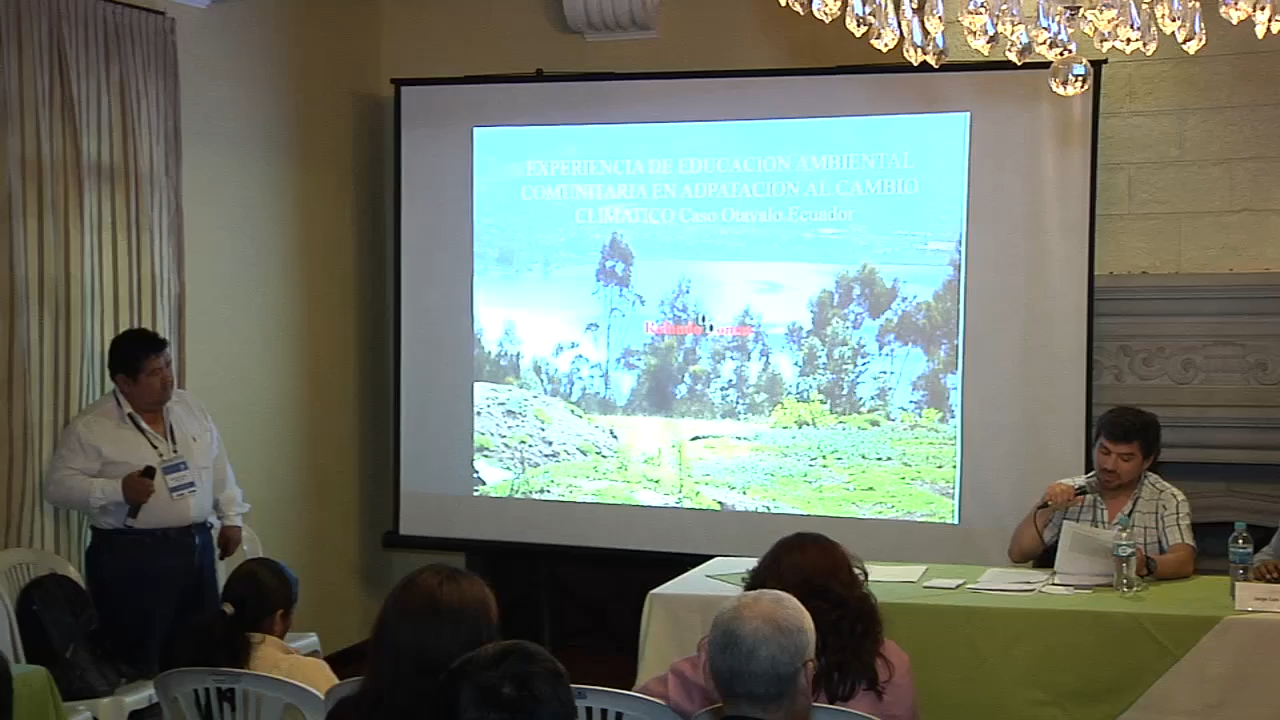 EXPERIENCIA DE EDUCACION AMBIENTAL
COMUNITARIA EN ADPATACION AL CAMBIO
CLIMATICO Caso Otavalo Ecuador